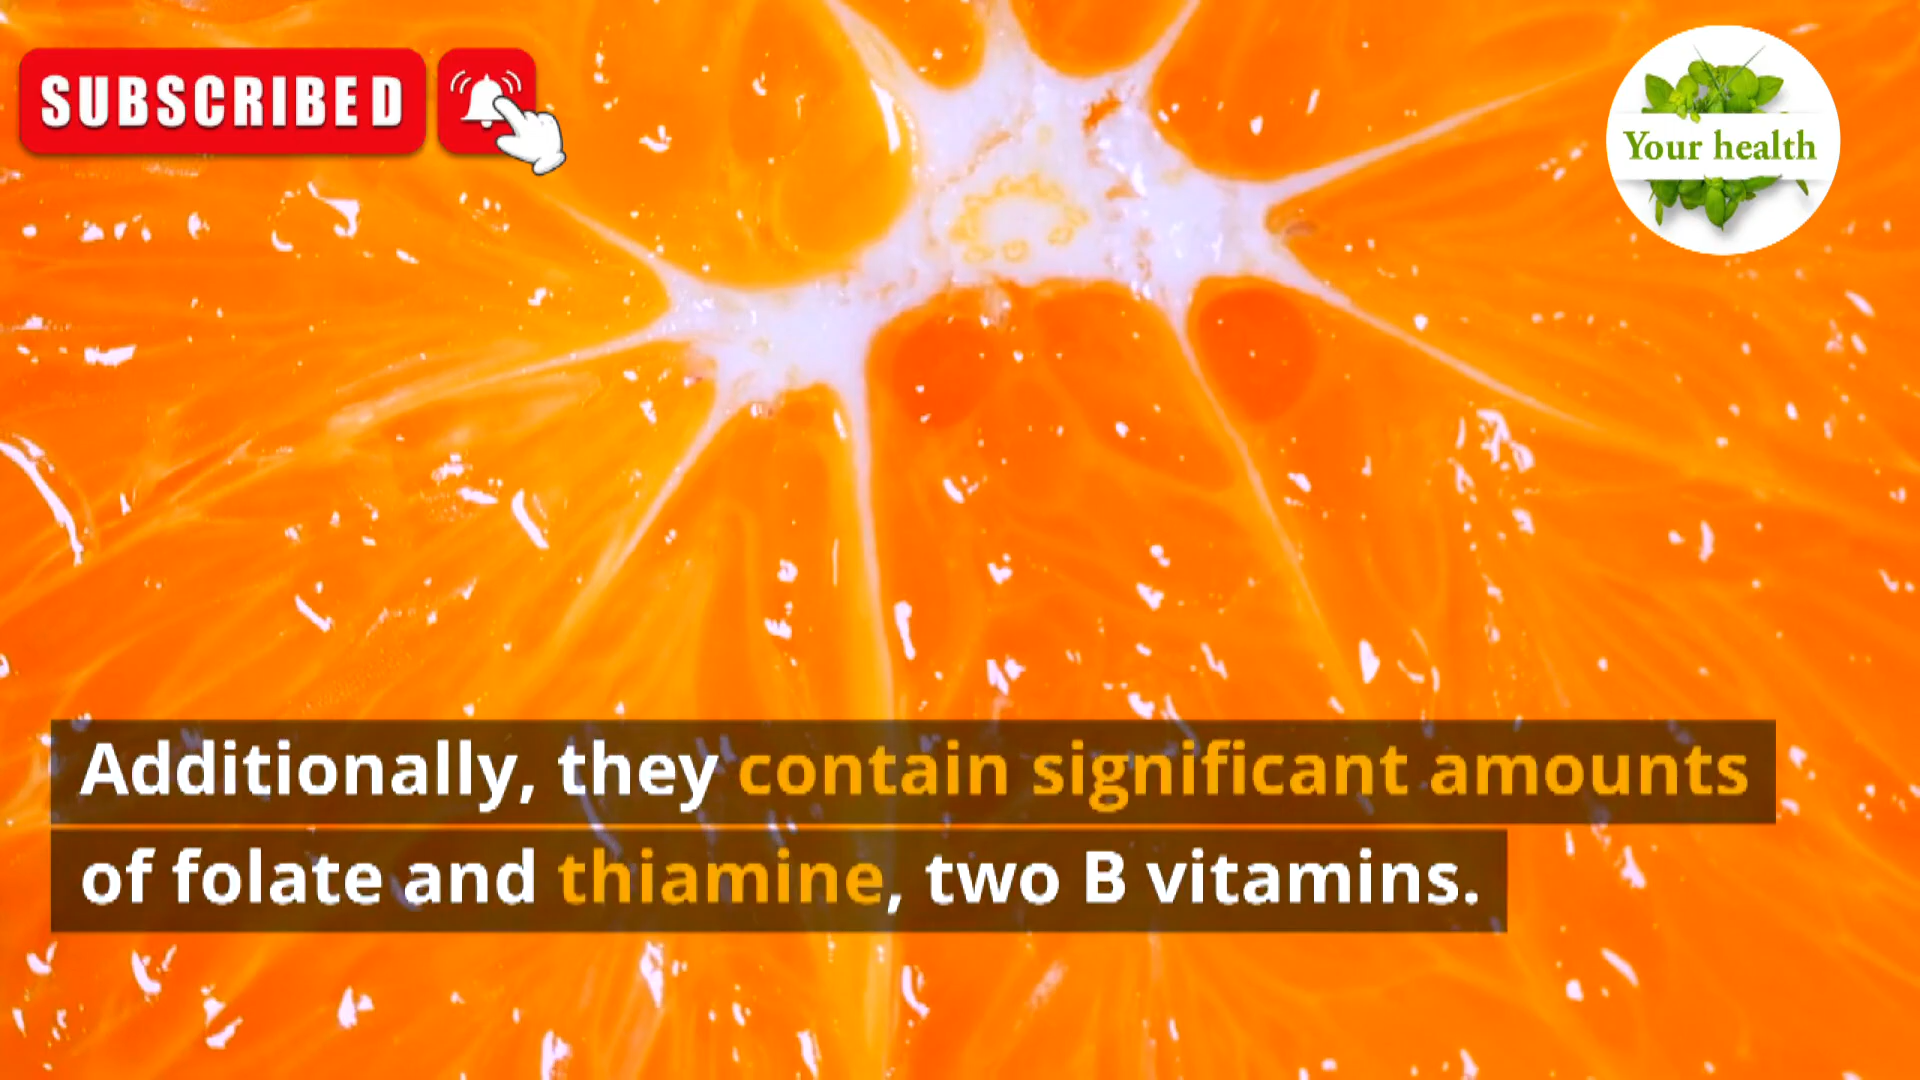 SUBSCRIBED
Your health
Additionally, they contain significant amounts
of folate and thiamine, two B vitamins.